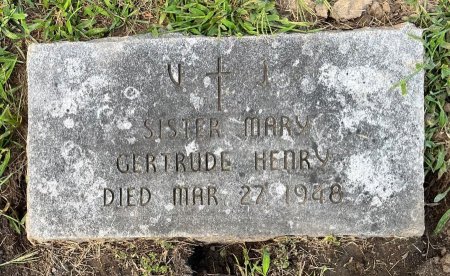 V † J
SISTER MARY
GERTRUDE HENRY
DIED MAR. 27 1948